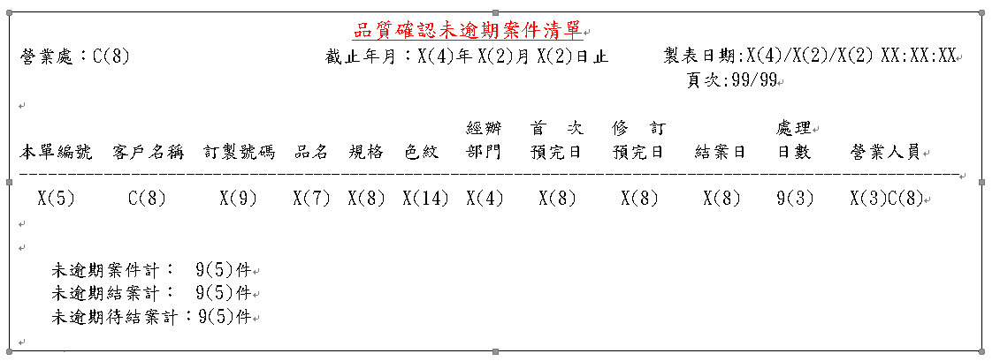 品質確認未逾期案件清單
營業處：C(8) 截止年月：X(4)年X(2)月X(2)日止 製表日期:X(4)/X(2)/X(2) XX:XX:XX
頁次:99/99
經辦 首 次 修 訂 處理
本單編號 客戶名稱 訂製號碼 品名 規格 色紋 部門 預完日 預完日 結案日 日數 營業人員
X(5) C(8) X(9) X(7) X(8) X(14) X(4) X(8) X(8) X(8) 9(3) X(3)C(8)
未逾期案件計： 9(5)件
未逾期結案計： 9(5)件
未逾期待結案計：9(5)件